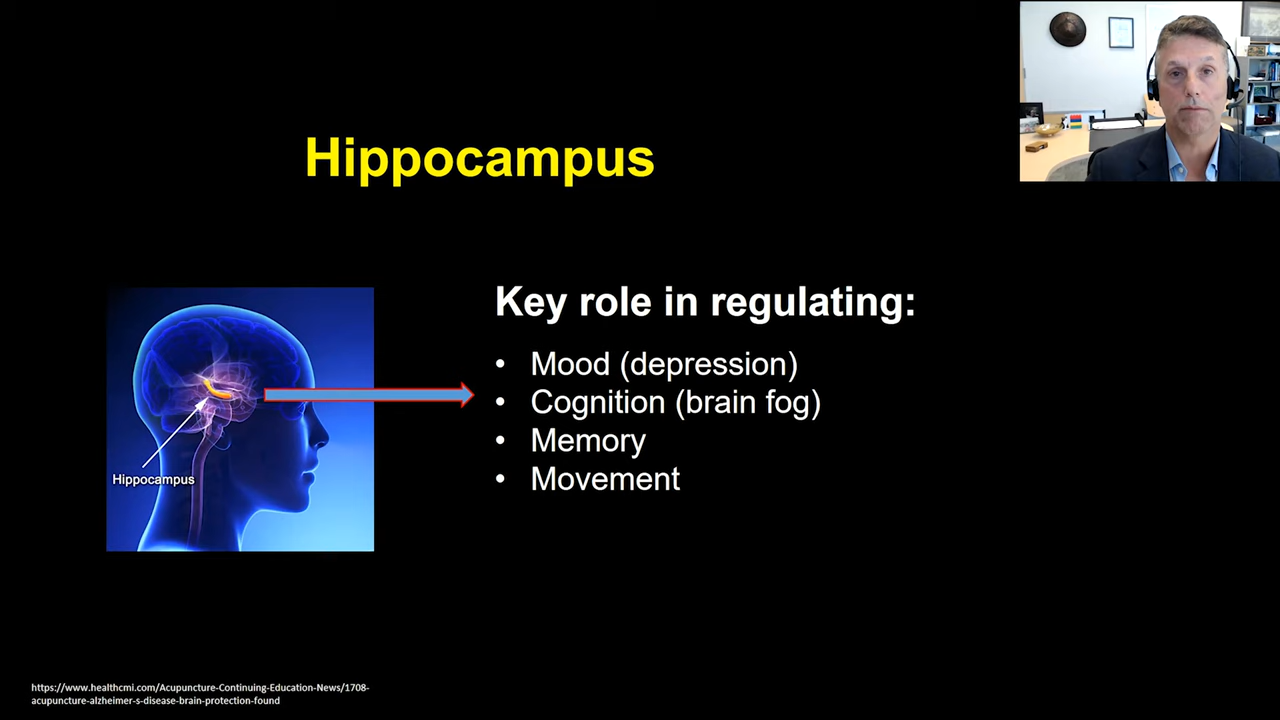 Hippocampus
Key role in regulating:
• Mood (depression)
• Cognition (brain fog)
• Memory
• Movement
Hippocampus
https://www.healthcmi.com/Acupuncture-Continuing-Education-News/1708-
acupuncture-alzheimer-s-disease-brain-protection-found